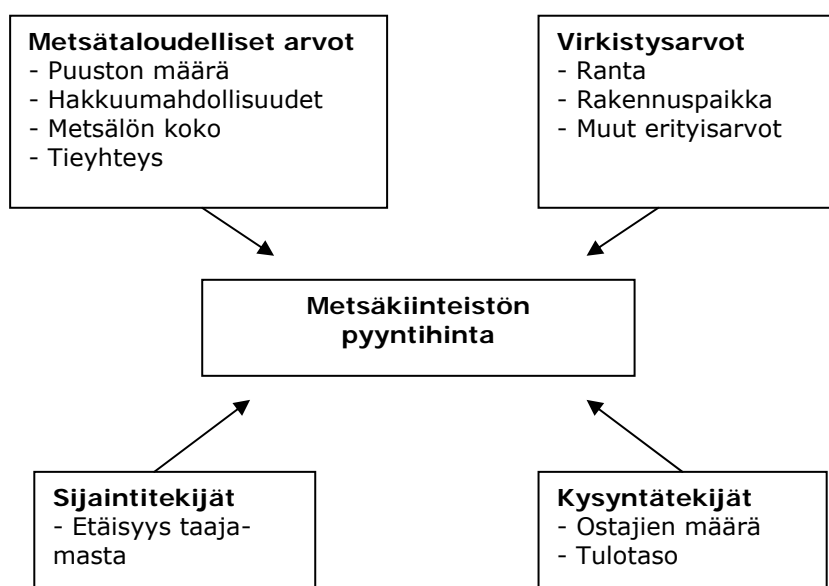 Metsätaloudelliset arvot
- Puuston määrä
- Hakkuumahdollisuudet
- Metsälön koko
- Tieyhteys
Virkistysarvot
- Ranta
- Rakennuspaikka
- Muut erityisarvot
Metsäkiinteistön
pyyntihinta
Sijaintitekijät
- Etäisyys taaja-
masta
Kysyntätekijät
- Ostajien määrä
- Tulotaso